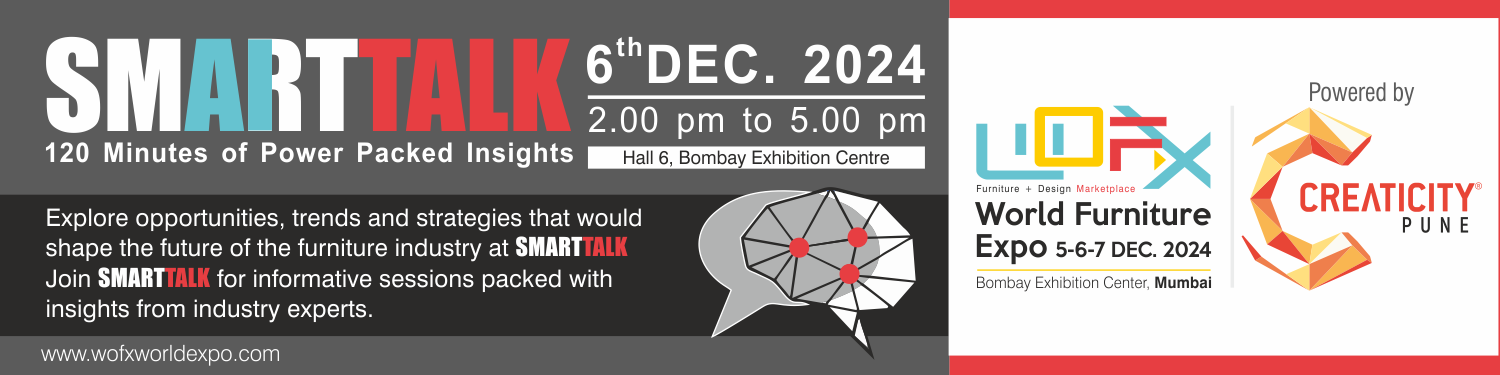 SMARTTALK
120 Minutes of Power Packed Insights
6th DEC. 2024
2.00 pm to 5.00 pm
Hall 6, Bombay Exhibition Centre
Explore opportunities, trends and strategies that would
shape the future of the furniture industry at SMARTTALK
Join SMARTTALK for informative sessions packed with
insights from industry experts.
www.wofxworldexpo.com
WOFX
Furniture + Design Marketplace
World Furniture
Expo 5-6-7 DEC. 2024
Bombay Exhibition Center, Mumbai
Powered by
CREATICITY®
PUNE